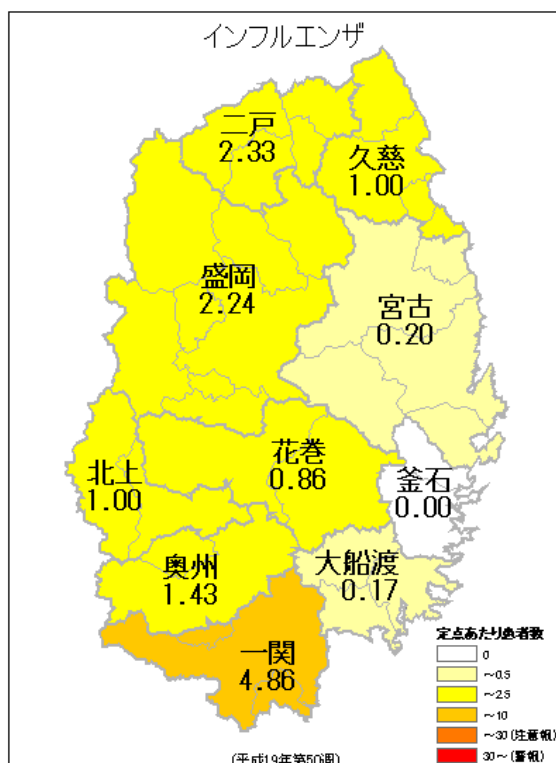 インフルエンザ
二戸
2.33
久慈
1.00
盛岡
2.24
宮古
0.20
花巻
0.86
北上
1.00
釜石
0.00
奥州
1.43
大船渡
0.17
一関
4.86
定点あたり患者数
0
～0.5
～2.5
～10
～30(注意報)
30～(警報)
(平成19年第50週)